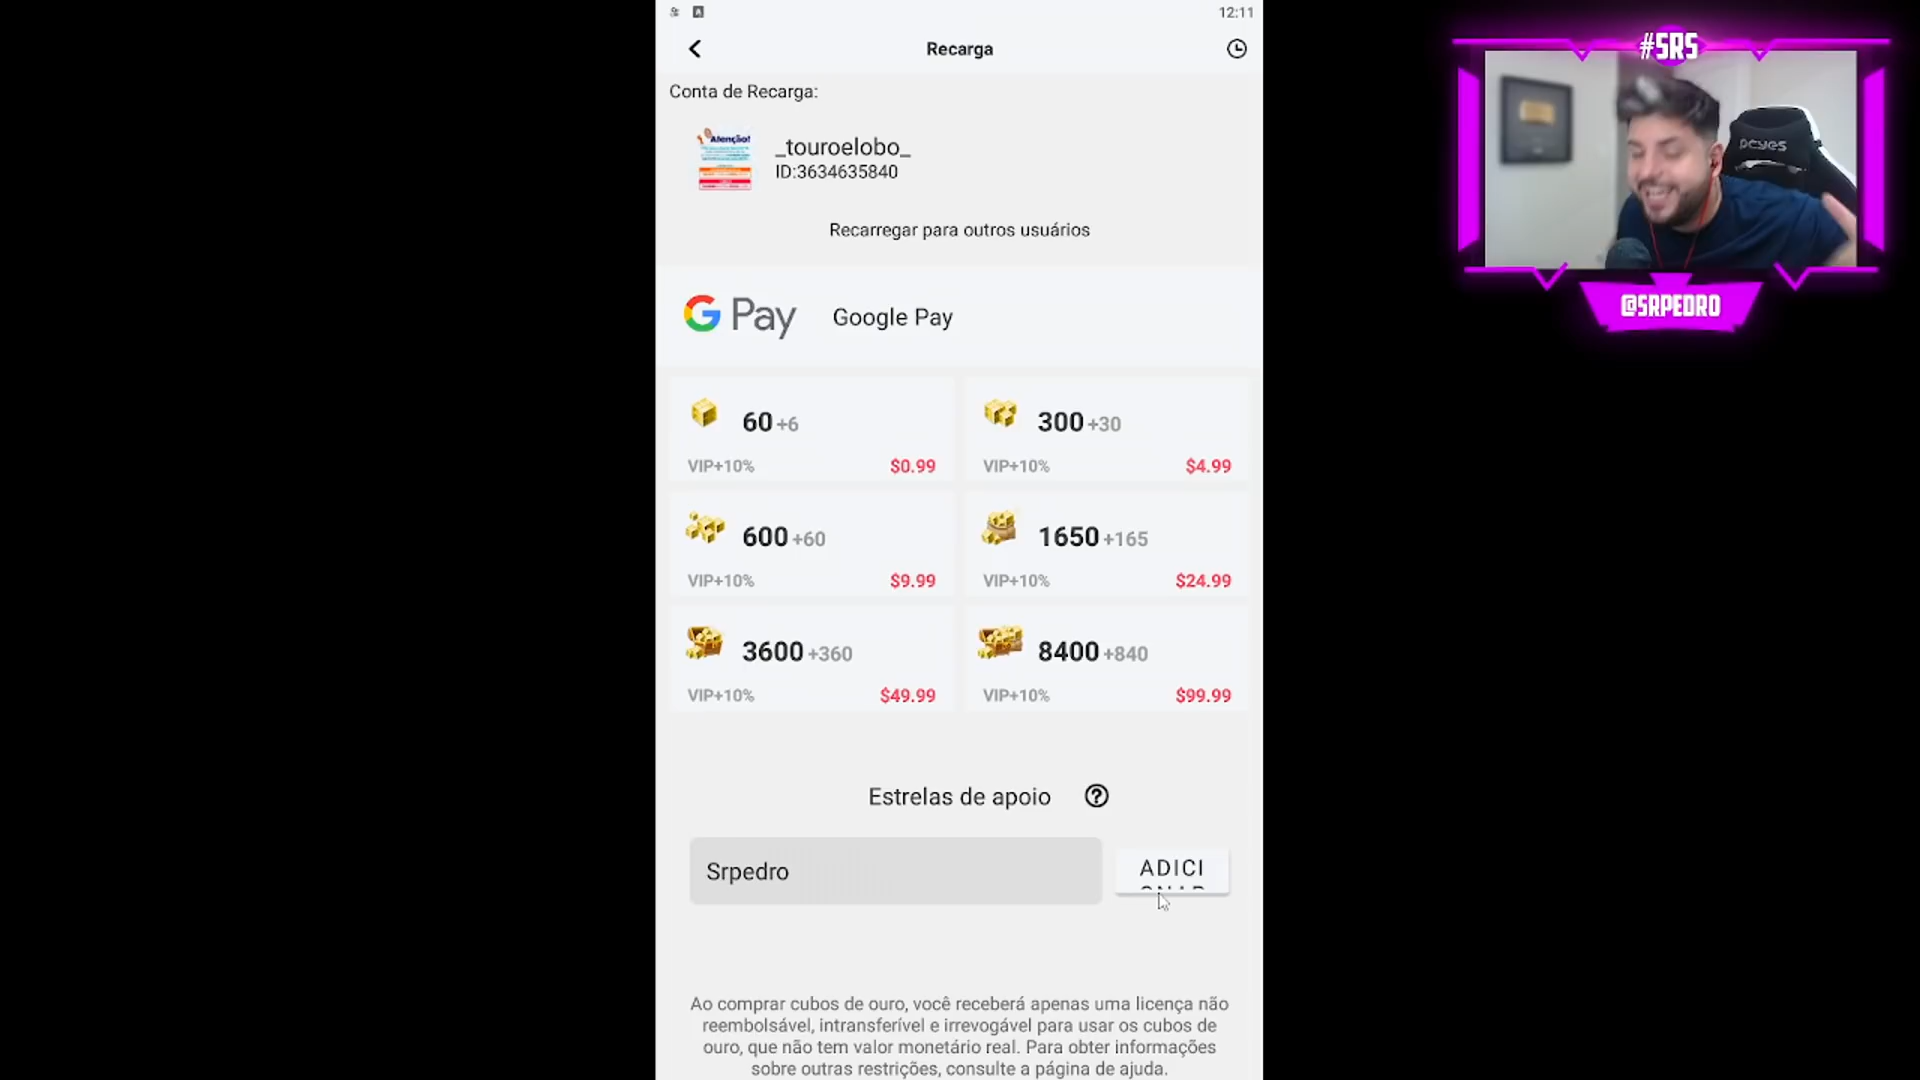 12:11
Recarga
Conta de Recarga:
Atenção!
_touroelobo_
ID:3634635840
Recarregar para outros usuários
G Pay Google Pay
60 +6
VIP+10% $0.99
300 +30
VIP+10% $4.99
600 +60
VIP+10% $9.99
1650 +165
VIP+10% $24.99
3600 +360
VIP+10% $49.99
8400 +840
VIP+10% $99.99
Estrelas de apoio ?
Srpedro
ADICI
ONAR
Ao comprar cubos de ouro, você receberá apenas uma licença não
reembolsável, intransferível e irrevogável para usar os cubos de
ouro, que não tem valor monetário real. Para obter informações
sobre outras restrições, consulte a página de ajuda.
#SRS
pcyes
@SRPEDRO